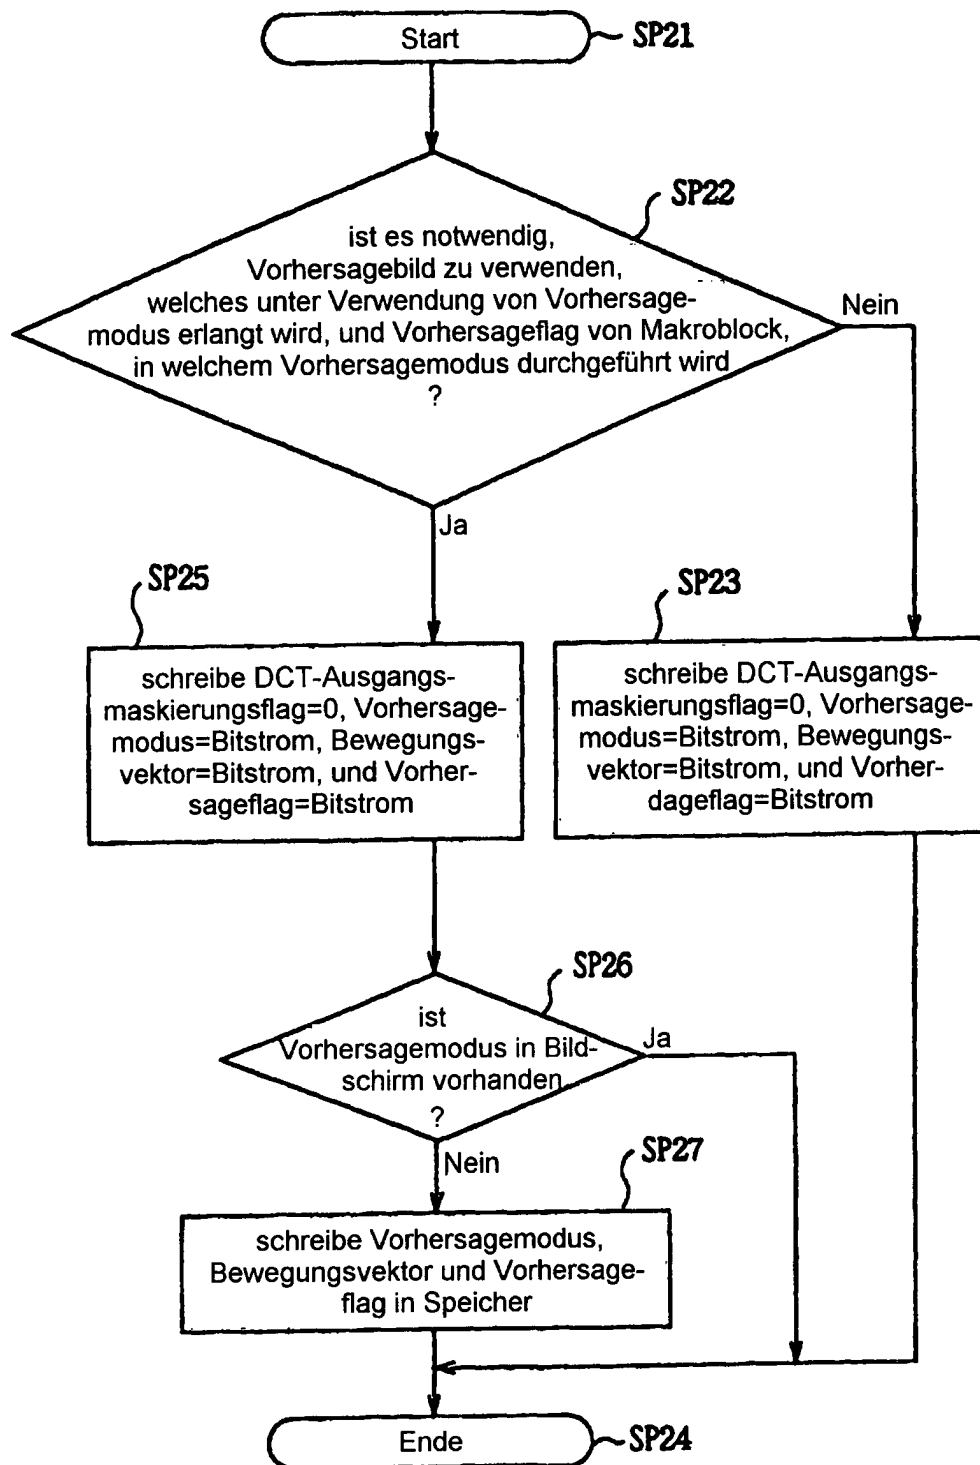 Start
SP21
SP22
ist es notwendig,
Vorhersagebild zu verwenden,
welches unter Verwendung von Vorhersage-
modus erlangt wird, und Vorhersageflag von Makroblock,
in welchem Vorhersagemodus durchgeführt wird
?
Nein
Ja
SP25
SP23
schreibe DCT-Ausgangs-
maskierungsflag=0, Vorhersage-
modus=Bitstrom, Bewegungs-
vektor=Bitstrom, und Vorher-
sageflag=Bitstrom
schreibe DCT-Ausgangs-
maskierungsflag=0, Vorhersage-
modus=Bitstrom, Bewegungs-
vektor=Bitstrom, und Vorher-
dageflag=Bitstrom
SP26
ist
Vorhersagemodus in Bild-
schirm vorhanden
?
Ja
Nein
SP27
schreibe Vorhersagemodus,
Bewegungsvektor und Vorhersage-
flag in Speicher
Ende
SP24